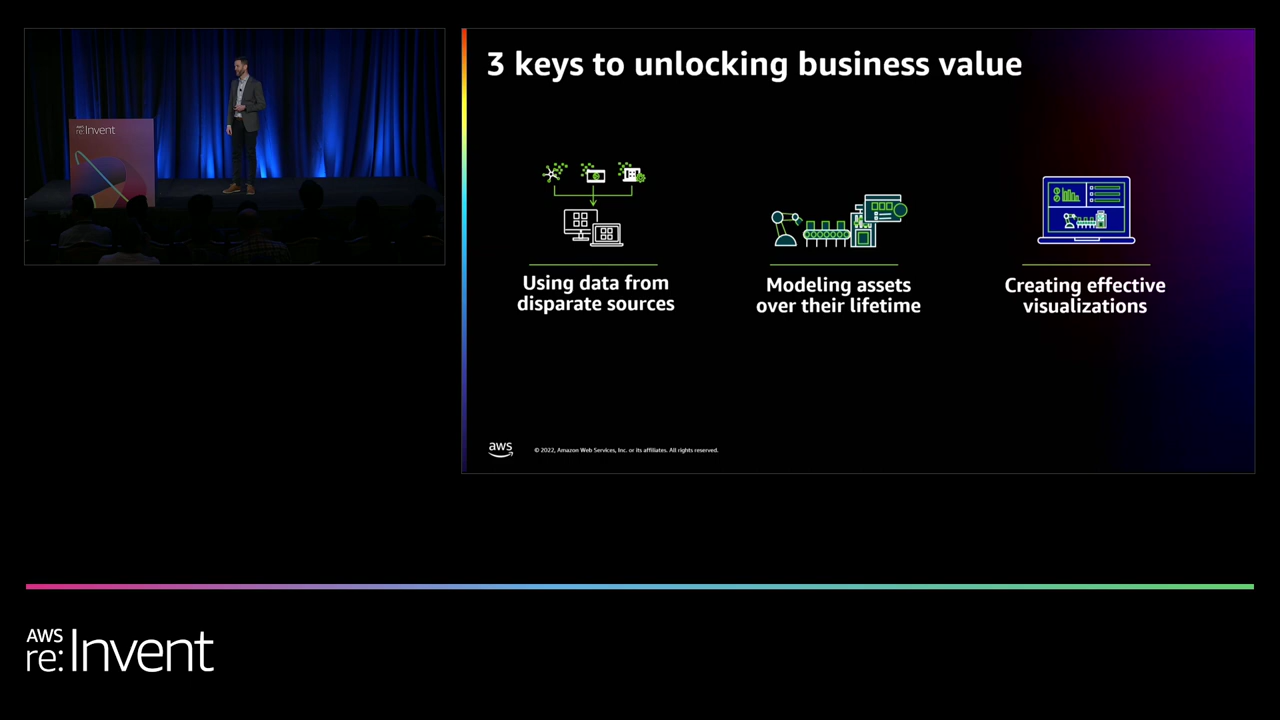 aws
re:Invent
3 keys to unlocking business value
Using data from
disparate sources
Modeling assets
over their lifetime
Creating effective
visualizations
aws
© 2022, Amazon Web Services, Inc. or its affiliates. All rights reserved.
AWS
re:Invent